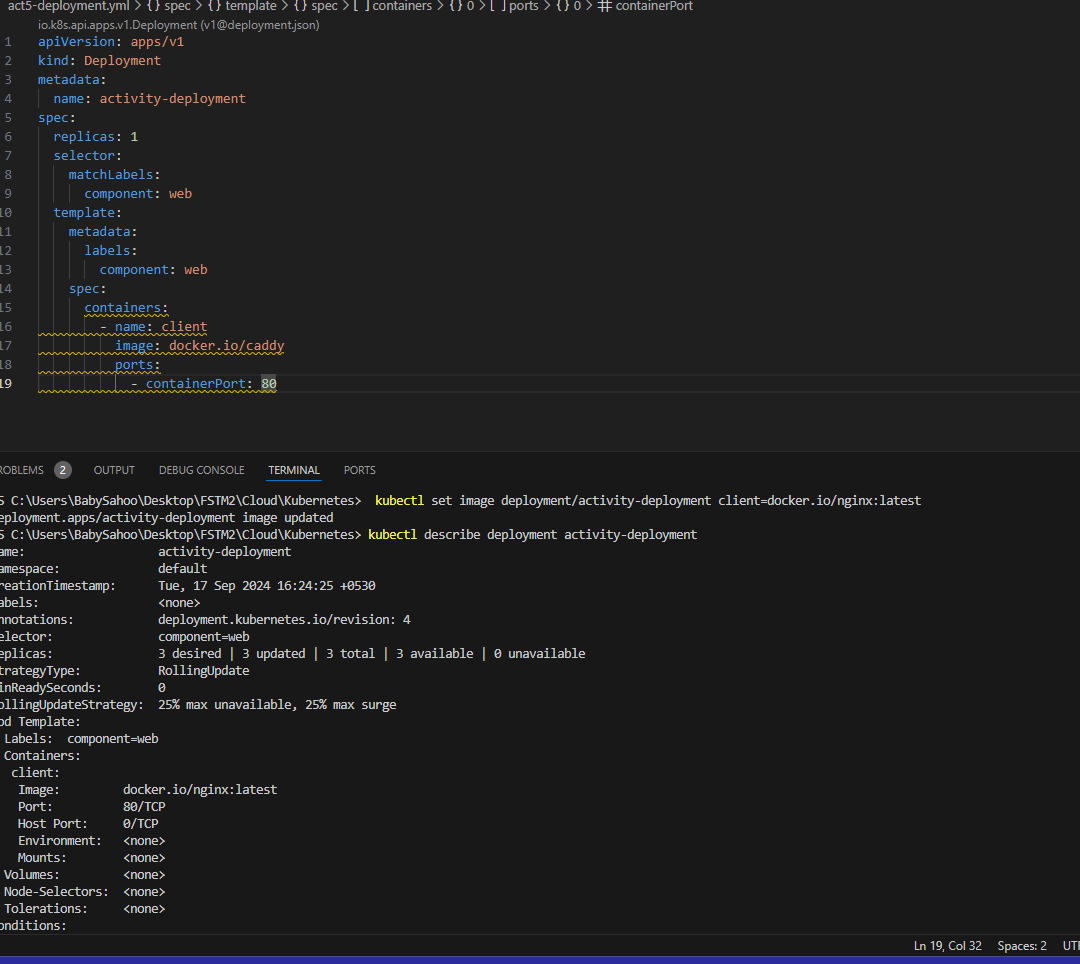 act5-deployment.yml > {} spec > {} template > {} spec > [ ] containers > {} 0 > [ ] ports > {} 0 > # containerPort
io.k8s.api.apps.v1.Deployment (v1@deployment.json)
1 apiVersion: apps/v1
2 kind: Deployment
3 metadata:
4   name: activity-deployment
5 spec:
6   replicas: 1
7   selector:
8     matchLabels:
9       component: web
10   template:
11     metadata:
12       labels:
13         component: web
14     spec:
15       containers:
16         - name: client
17           image: docker.io/caddy
18           ports:
19             - containerPort: 80
ROBLEMS 2 OUTPUT DEBUG CONSOLE TERMINAL PORTS
S C:\Users\BabySahoo\Desktop\FSTM2\Cloud\Kubernetes>  kubectl set image deployment/activity-deployment client=docker.io/nginx:latest
eployment.apps/activity-deployment image updated
S C:\Users\BabySahoo\Desktop\FSTM2\Cloud\Kubernetes> kubectl describe deployment activity-deployment
ame: activity-deployment
amespace: default
reationTimestamp: Tue, 17 Sep 2024 16:24:25 +0530
abels: <none>
nnotations: deployment.kubernetes.io/revision: 4
elector: component=web
eplicas: 3 desired | 3 updated | 3 total | 3 available | 0 unavailable
trategyType: RollingUpdate
inReadySeconds: 0
ollingUpdateStrategy: 25% max unavailable, 25% max surge
od Template:
Labels: component=web
Containers:
client:
Image: docker.io/nginx:latest
Port: 80/TCP
Host Port: 0/TCP
Environment: <none>
Mounts: <none>
Volumes: <none>
Node-Selectors: <none>
Tolerations: <none>
onditions:
Ln 19, Col 32 Spaces: 2 UTF